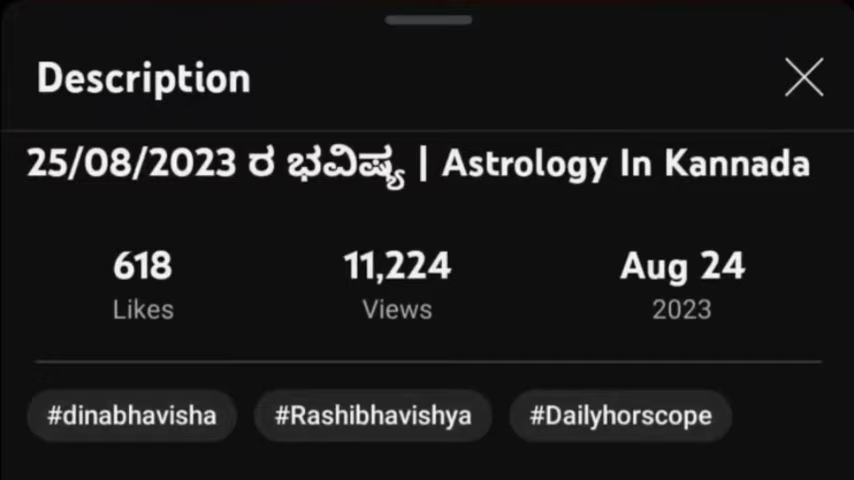 Description
25/08/2023 ರ ಭವಿಷ್ಯ | Astrology In Kannada
618 11,224 Aug 24
Likes Views 2023
#dinabhavisha #Rashibhavishya #Dailyhorscope